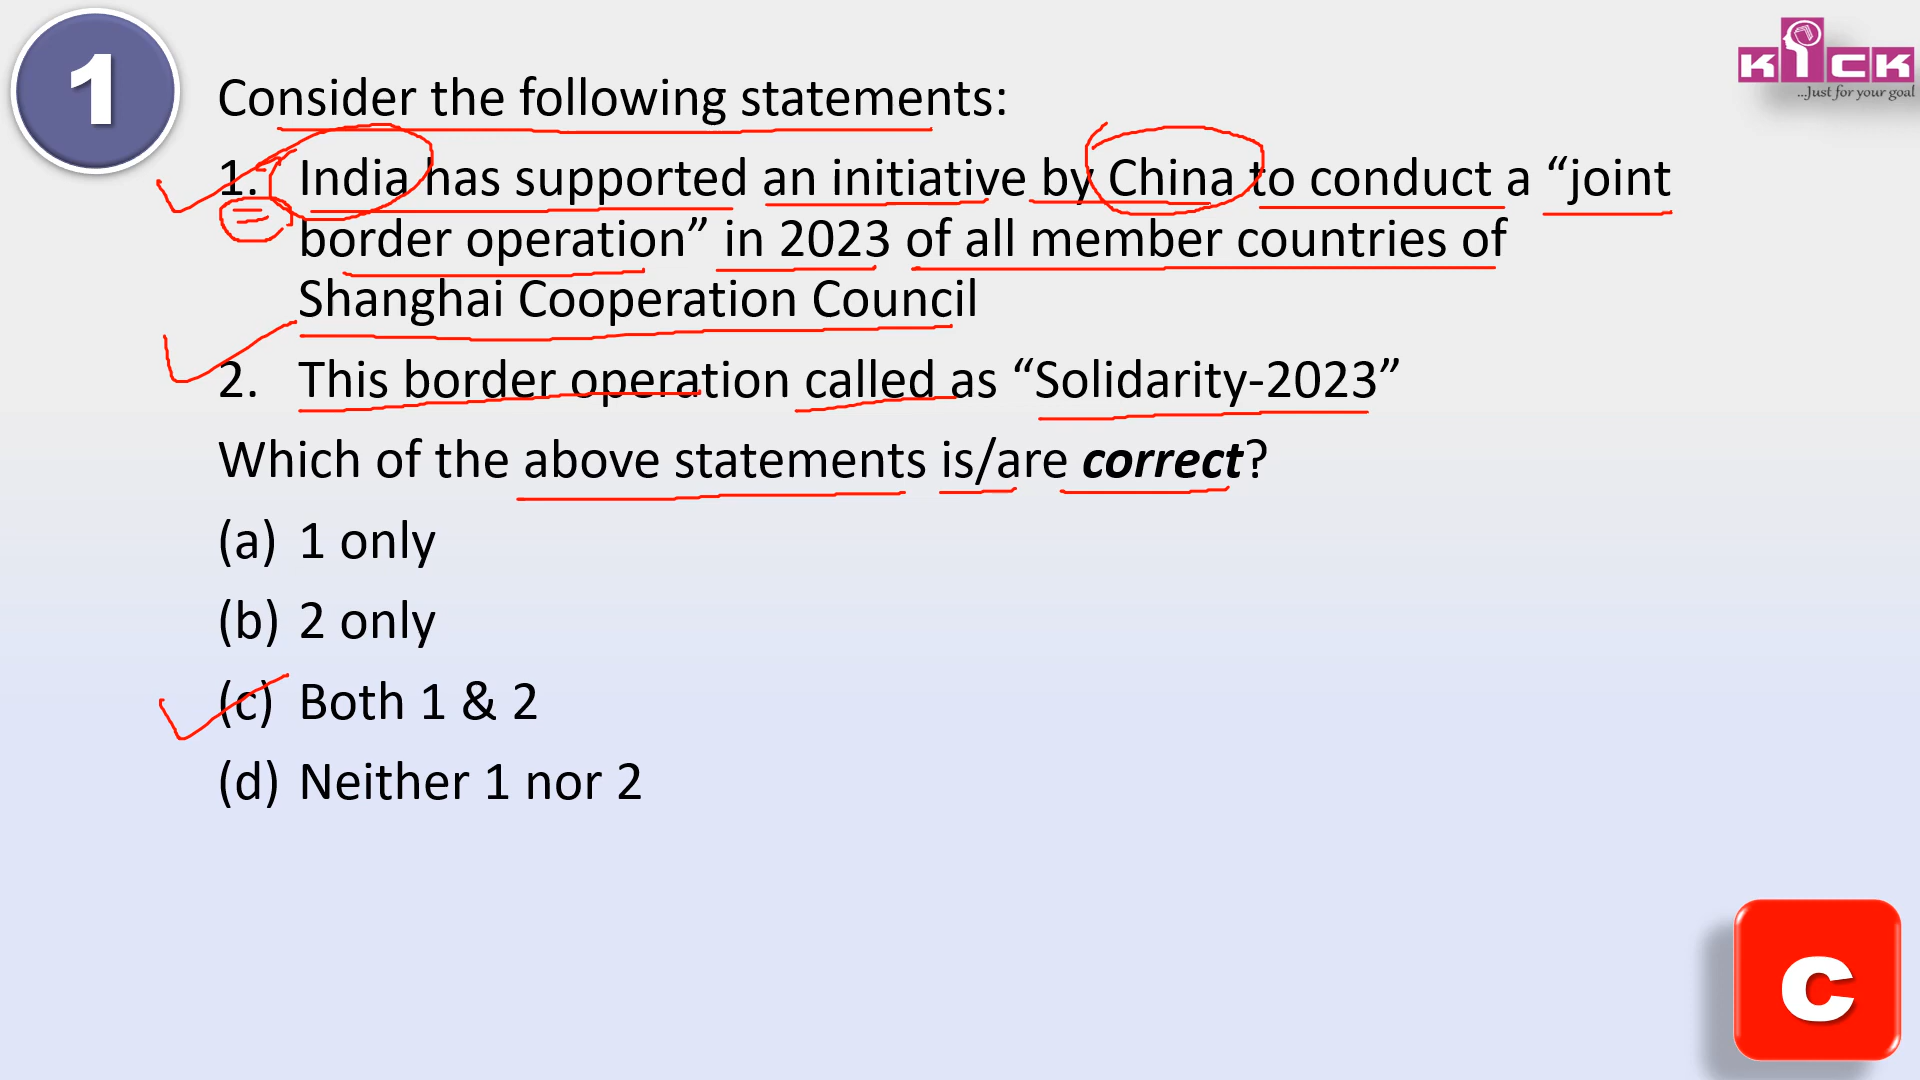 1
KICK
...Just for your goal
Consider the following statements:
1. India has supported an initiative by China to conduct a “joint
border operation” in 2023 of all member countries of
Shanghai Cooperation Council
2. This border operation called as “Solidarity-2023”
Which of the above statements is/are correct?
(a) 1 only
(b) 2 only
(c) Both 1 & 2
(d) Neither 1 nor 2
C